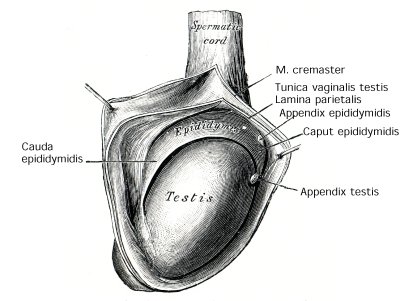 Spermatic
cord
M. cremaster
Tunica vaginalis testis
Lamina parietalis
Appendix epididymidis
Epididymis
Caput epididymidis
Cauda
epididymidis
Testis
Appendix testis